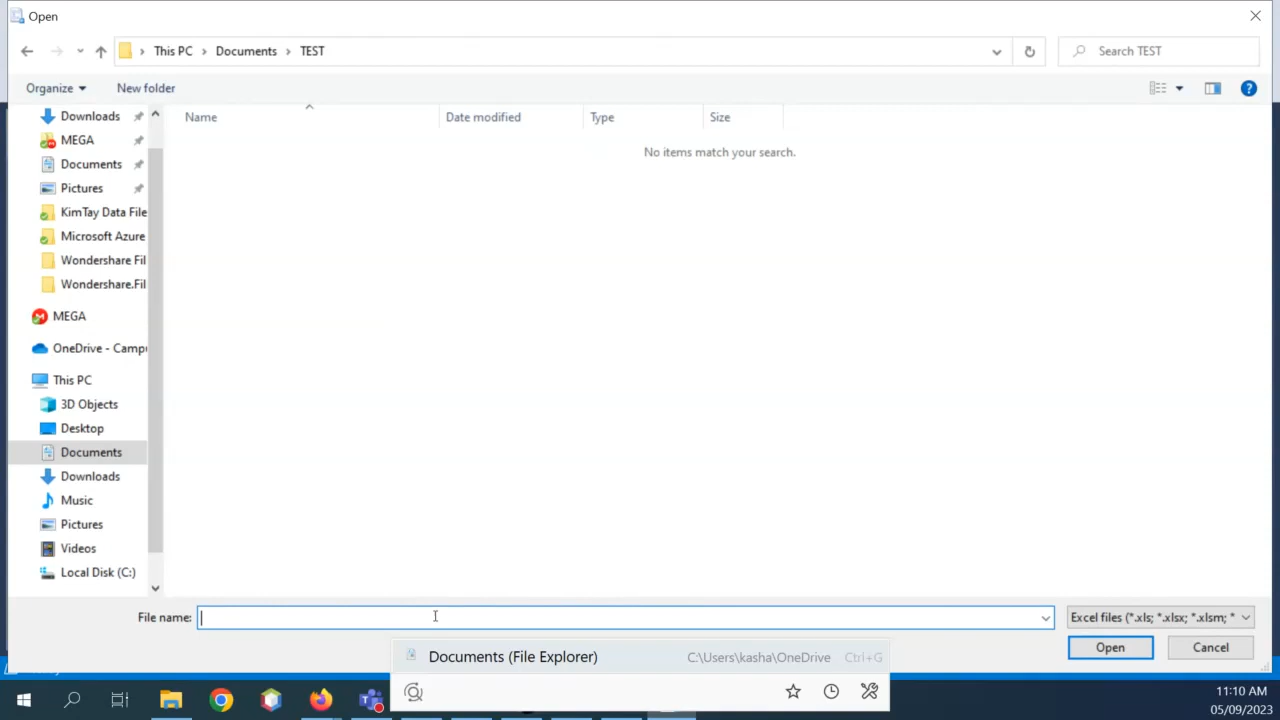 Open
This PC > Documents > TEST
Search TEST
Organize
New folder
Name
Date modified
Type
Size
No items match your search.
Downloads
MEGA
Documents
Pictures
KimTay Data File
Microsoft Azure
Wondershare Fil
Wondershare.Fil
MEGA
OneDrive - Camp
This PC
3D Objects
Desktop
Documents
Downloads
Music
Pictures
Videos
Local Disk (C:)
File name:
Excel files (*.xls; *.xlsx; *.xlsm; *
Open
Cancel
Documents (File Explorer)
C:\Users\kasha\OneDrive
Ctrl+G
11:10 AM
05/09/2023